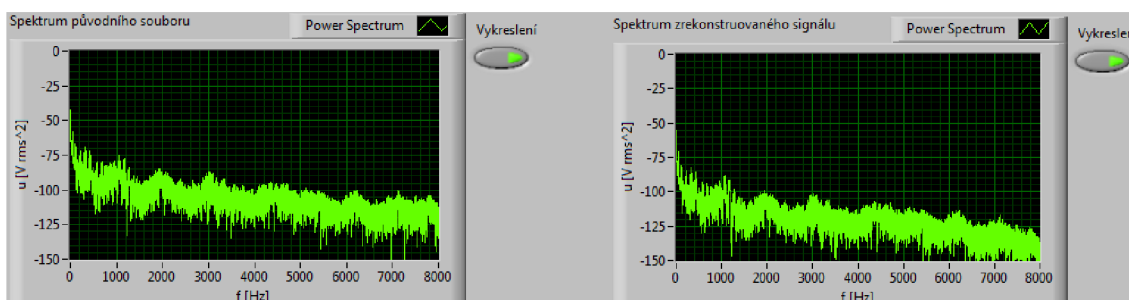 Spektrum původního souboru
Power Spectrum
Vykreslení
0
-25
-50
-75
-100
-125
-150
u [V rms^2]
0 1000 2000 3000 4000 5000 6000 7000 8000
f [Hz]
Spektrum zrekonstruovaného signálu
Power Spectrum
Vykreslen
0
-25
-50
-75
-100
-125
-150
u [V rms^2]
0 1000 2000 3000 4000 5000 6000 7000 8000
f [Hz]